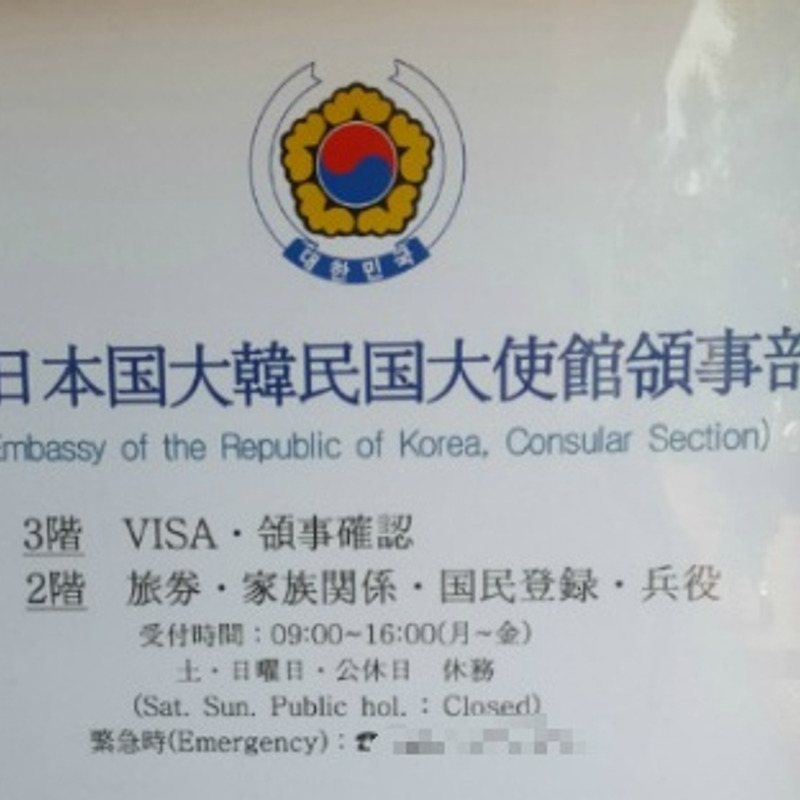 대한민국
日本国大韓民国大使館領事部
Embassy of the Republic of Korea, Consular Section)
3階 VISA・領事確認
2階 旅券・家族関係・国民登録・兵役
受付時間：09:00~16:00(月~金)
土・日曜日・公休日 休務
(Sat. Sun. Public hol. : Closed)
緊急時(Emergency)：☎